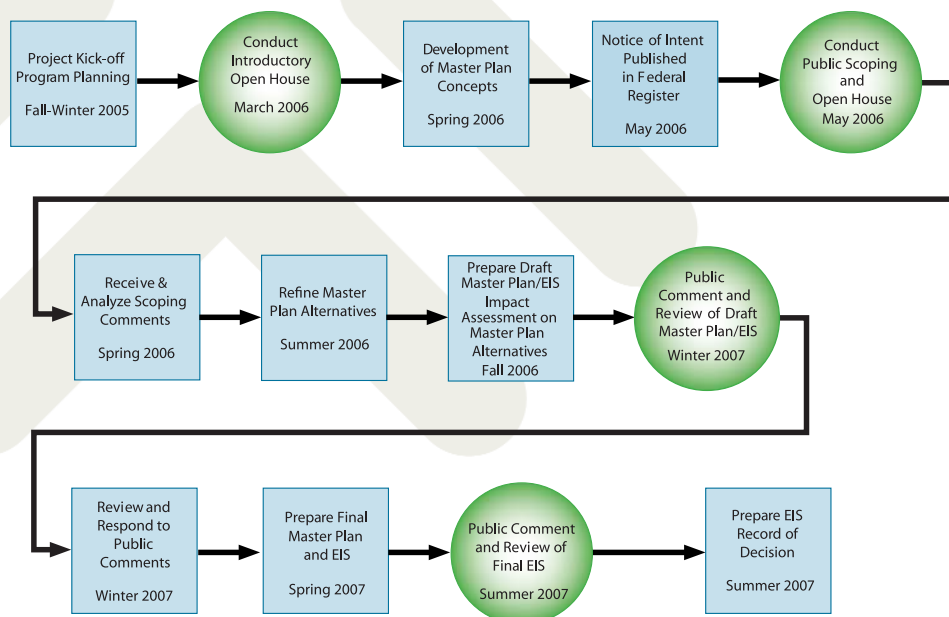 Project Kick-off
Program Planning
Fall-Winter 2005
Conduct
Introductory
Open House
March 2006
Development
of Master Plan
Concepts
Spring 2006
Notice of Intent
Published
in Federal
Register
May 2006
Conduct
Public Scoping
and
Open House
May 2006
Receive &
Analyze Scoping
Comments
Spring 2006
Refine Master
Plan Alternatives
Summer 2006
Prepare Draft
Master Plan/EIS
Impact
Assessment on
Master Plan
Alternatives
Fall 2006
Public
Comment and
Review of Draft
Master Plan/EIS
Winter 2007
Review and
Respond to
Public
Comments
Winter 2007
Prepare Final
Master Plan
and EIS
Spring 2007
Public Comment
and Review of
Final EIS
Summer 2007
Prepare EIS
Record of
Decision
Summer 2007